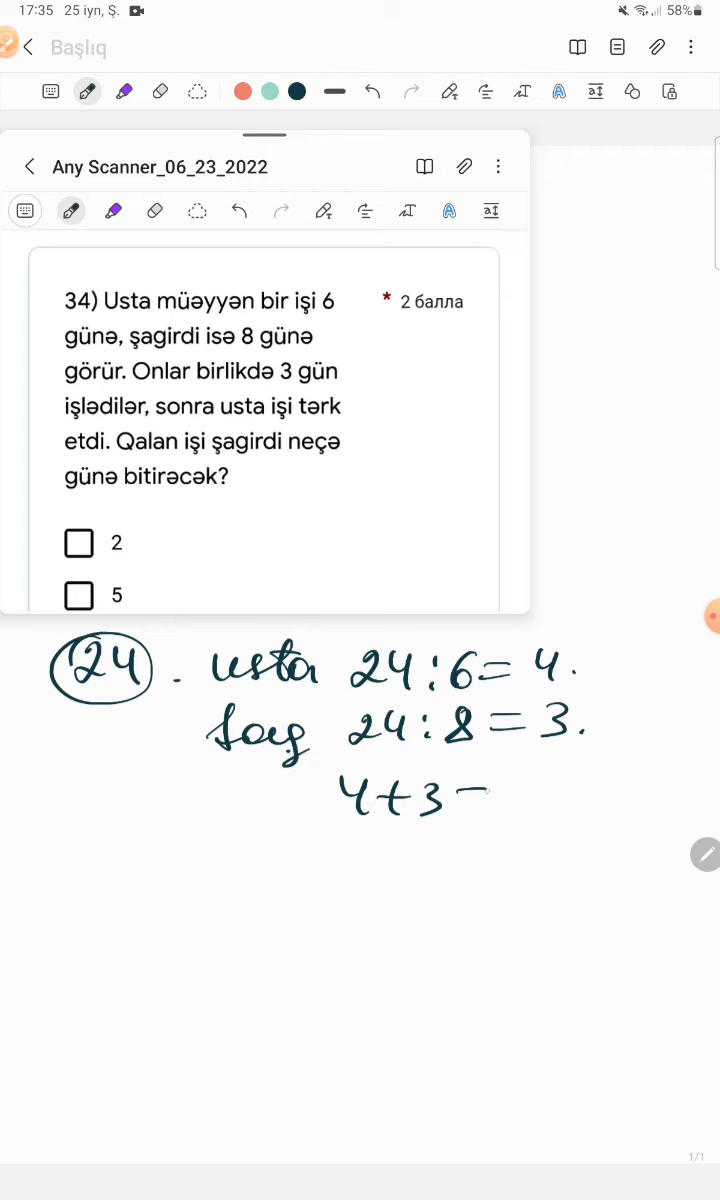 17:35 25 iyn, Ş. 58%
Başlıq
Any Scanner_06_23_2022
34) Usta müəyyən bir işi 6 * 2 балла
günə, şagirdi isə 8 günə
görür. Onlar birlikdə 3 gün
işlədilər, sonra usta işi tərk
etdi. Qalan işi şagirdi neçə
günə bitirəcək?
2
5
24. usta 24:6=4.
şag 24:8=3.
4+3=
1/1